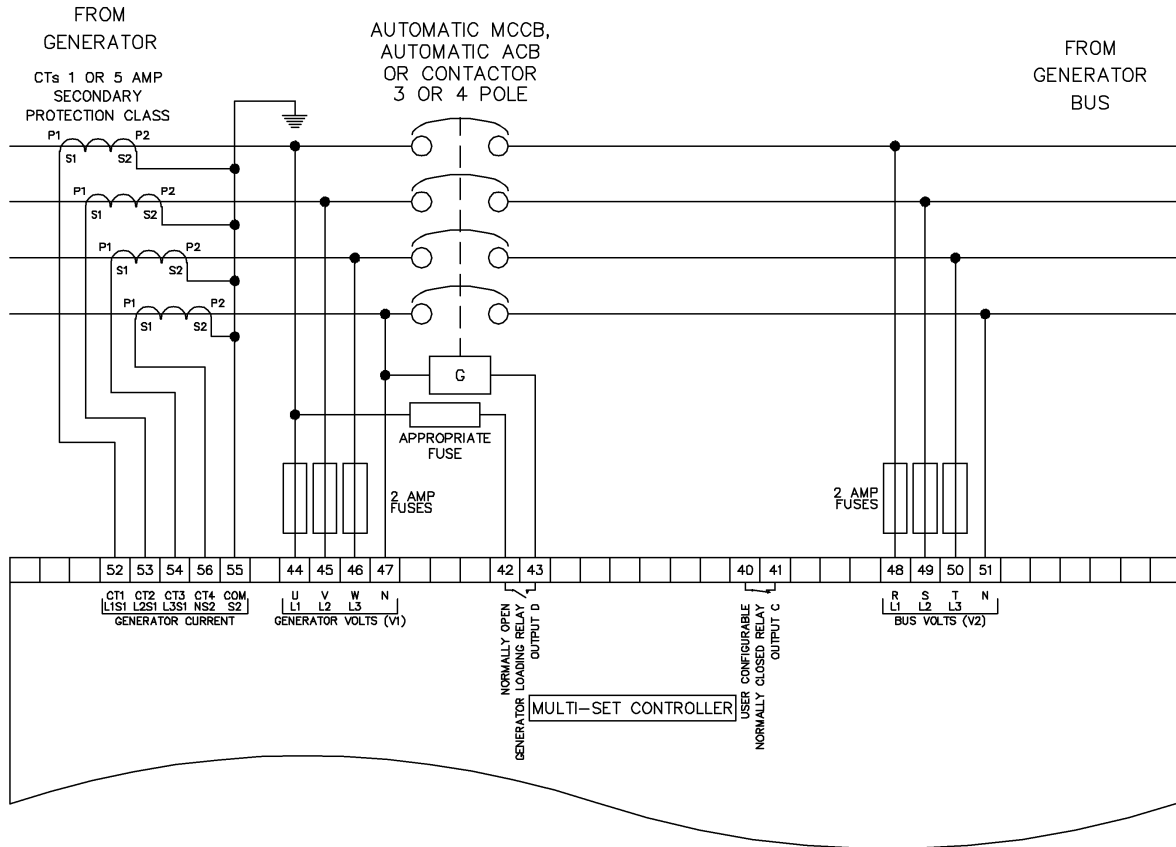 FROM
GENERATOR
CTs 1 OR 5 AMP
SECONDARY
PROTECTION CLASS
AUTOMATIC MCCB,
AUTOMATIC ACB
OR CONTACTOR
3 OR 4 POLE
FROM
GENERATOR
BUS
P1 P2
S1 S2
P1 P2
S1 S2
P1 P2
S1 S2
P1 P2
S1 S2
G
APPROPRIATE
FUSE
2 AMP
FUSES
2 AMP
FUSES
52 53 54 56 55 44 45 46 47 42 43 40 41 48 49 50 51
CT1 CT2 CT3 CT4 COM
L1S1 L2S1 L3S1 NS2 S2
GENERATOR CURRENT
U V W N
L1 L2 L3
GENERATOR VOLTS (V1)
NORMALLY OPEN
GENERATOR LOADING RELAY
OUTPUT D
MULTI-SET CONTROLLER
USER CONFIGURABLE
NORMALLY CLOSED RELAY
OUTPUT C
R S T N
L1 L2 L3
BUS VOLTS (V2)